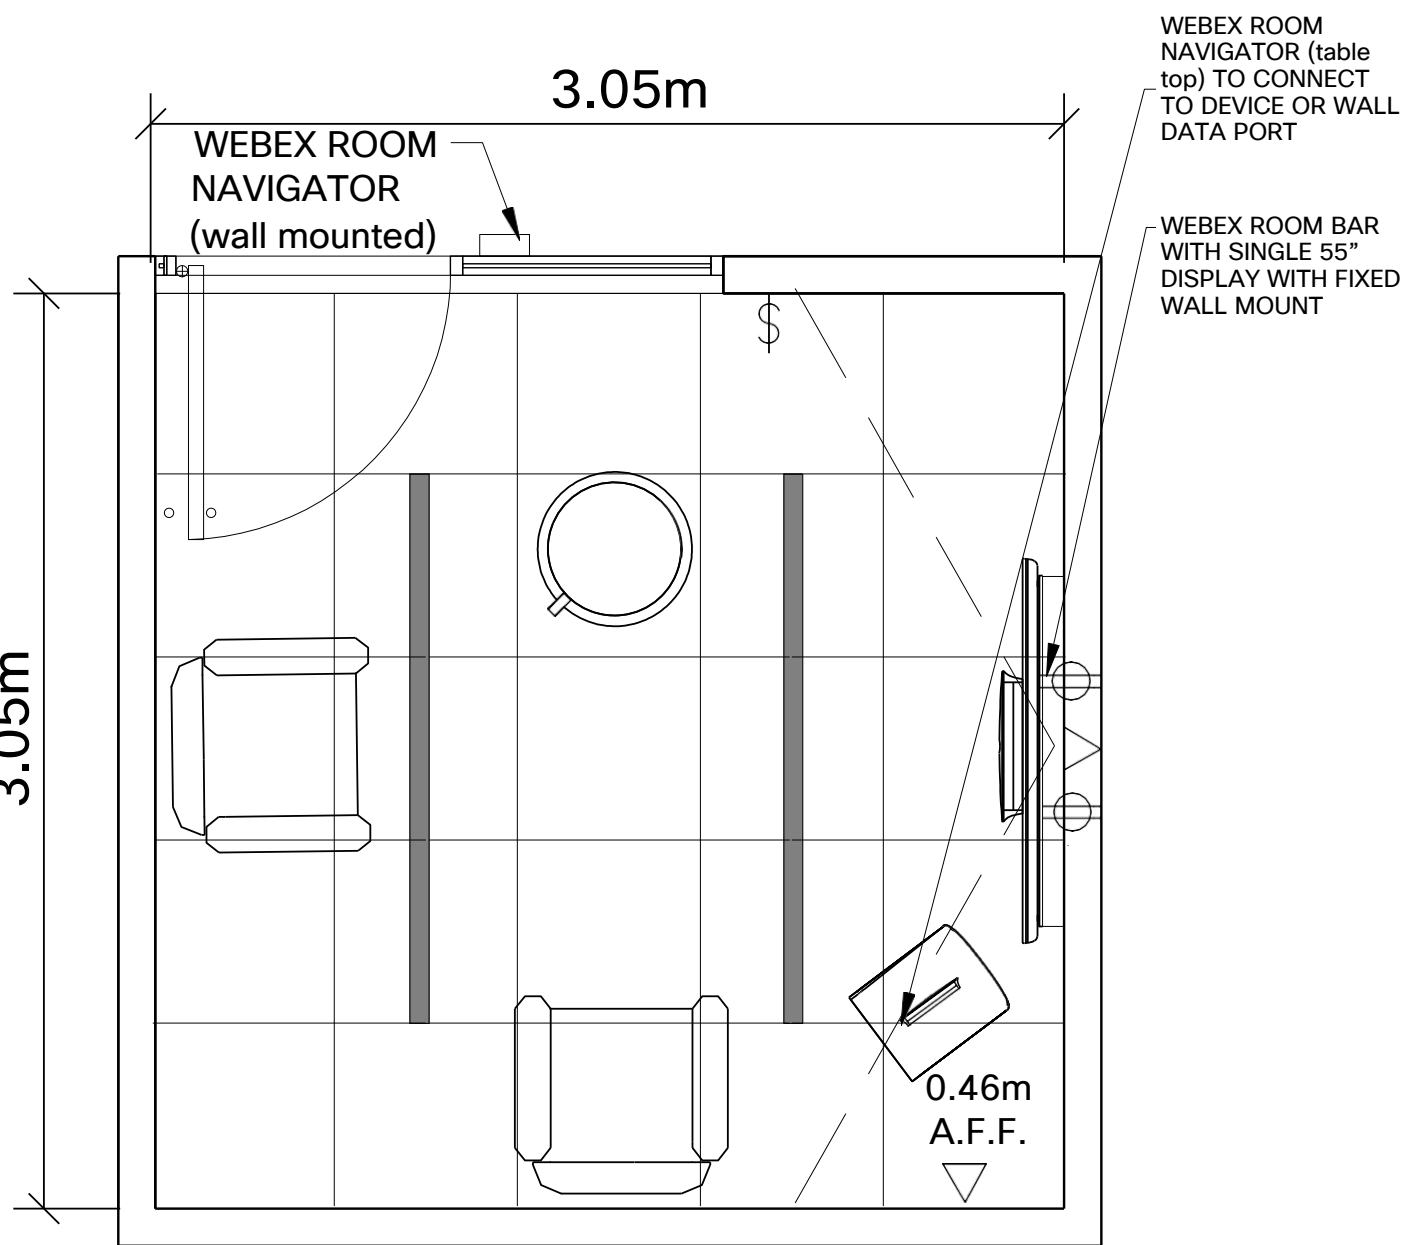 3.05m
WEBEX ROOM
NAVIGATOR
(wall mounted)
WEBEX ROOM
NAVIGATOR (table
top) TO CONNECT
TO DEVICE OR WALL
DATA PORT
WEBEX ROOM BAR
WITH SINGLE 55”
DISPLAY WITH FIXED
WALL MOUNT
$
3.05m
0.46m
A.F.F.